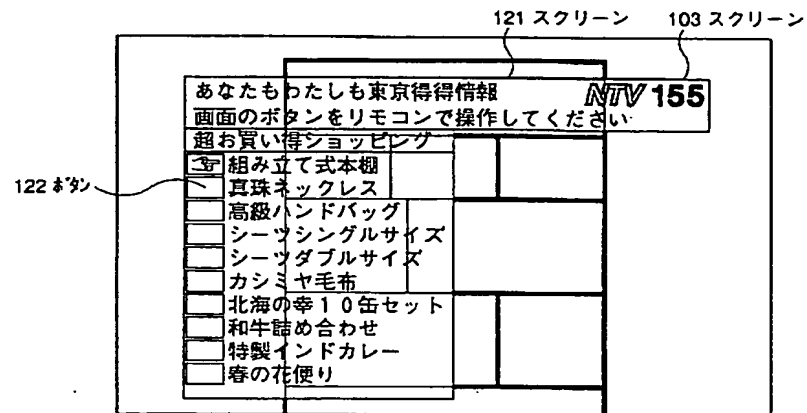 121 スクリーン 103 スクリーン
あなたもわたしも東京得得情報 NTV 155
画面のボタンをリモコンで操作してください
超お買い得ショッピング
組み立て式本棚
122 ボタン
真珠ネックレス
高級ハンドバッグ
シーツシングルサイズ
シーツダブルサイズ
カシミヤ毛布
北海の幸10缶セット
和牛詰め合わせ
特製インドカレー
春の花便り